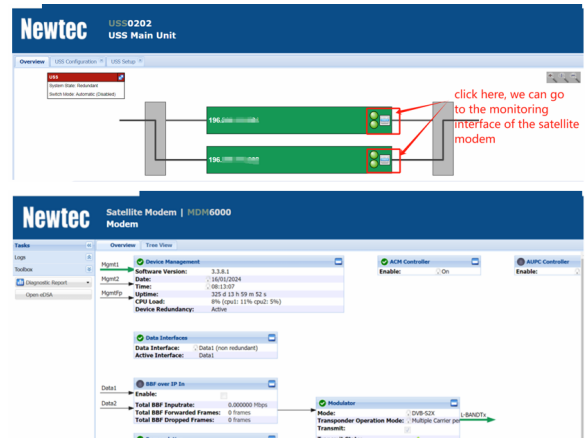 Newtec
USS0202
USS Main Unit
Overview
USS Configuration
USS Setup
USS
System State: Redundant
Switch Mode: Automatic (Disabled)
196.
196.
click here, we can go
to the monitoring
interface of the satellite
modem
Newtec
Satellite Modem | MDM6000
Modem
Tasks
Overview
Tree View
Logs
Toolbox
Diagnostic Report
Open eDSA
Mgmt1
Mgmt2
MgmtFp
Device Management
Software Version: 3.3.8.1
Date: 16/01/2024
Time: 08:13:07
Uptime: 325 d 13 h 59 m 52 s
CPU Load: 8% (cpu1: 11% cpu2: 5%)
Device Redundancy: Active
ACM Controller
Enable: On
AUPC Controller
Enable:
Data Interfaces
Data Interface: Data1 (non redundant)
Active Interface: Data1
Data1
Data2
BBF over IP In
Enable:
Total BBF Inputrate: 0.000000 Mbps
Total BBF Forwarded Frames: 0 frames
Total BBF Dropped Frames: 0 frames
Modulator
Mode: DVB-S2X
Transponder Operation Mode: Multiple Carrier per
Transmit:
L-BANDTx